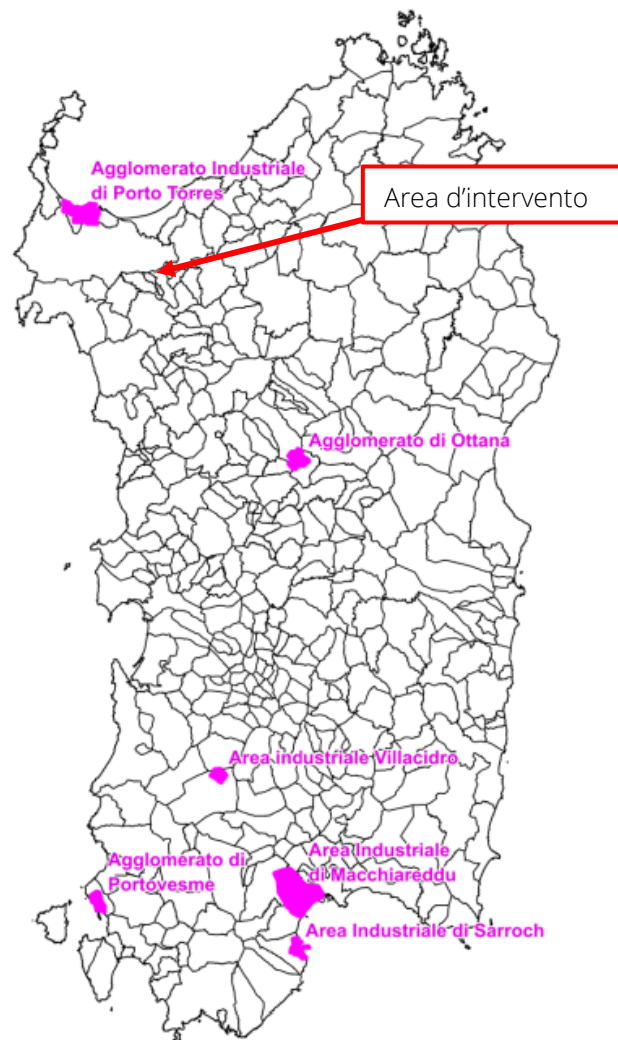 Agglomerato Industriale
di Porto Torres
Area d’intervento
Agglomerato di Ottana
Area industriale Villacidro
Agglomerato di
Portovesme
Area Industriale
di Macchiareddu
Area Industriale di Sarroch